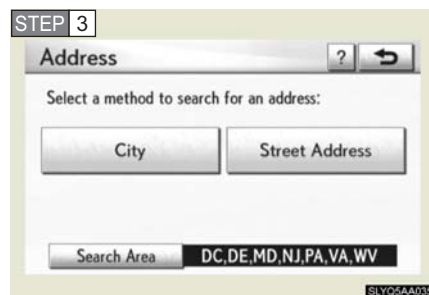 STEP 3
Address ?
Select a method to search for an address:
City Street Address
Search Area DC,DE,MD,NJ,PA,VA,WV
SLYQ5AA035